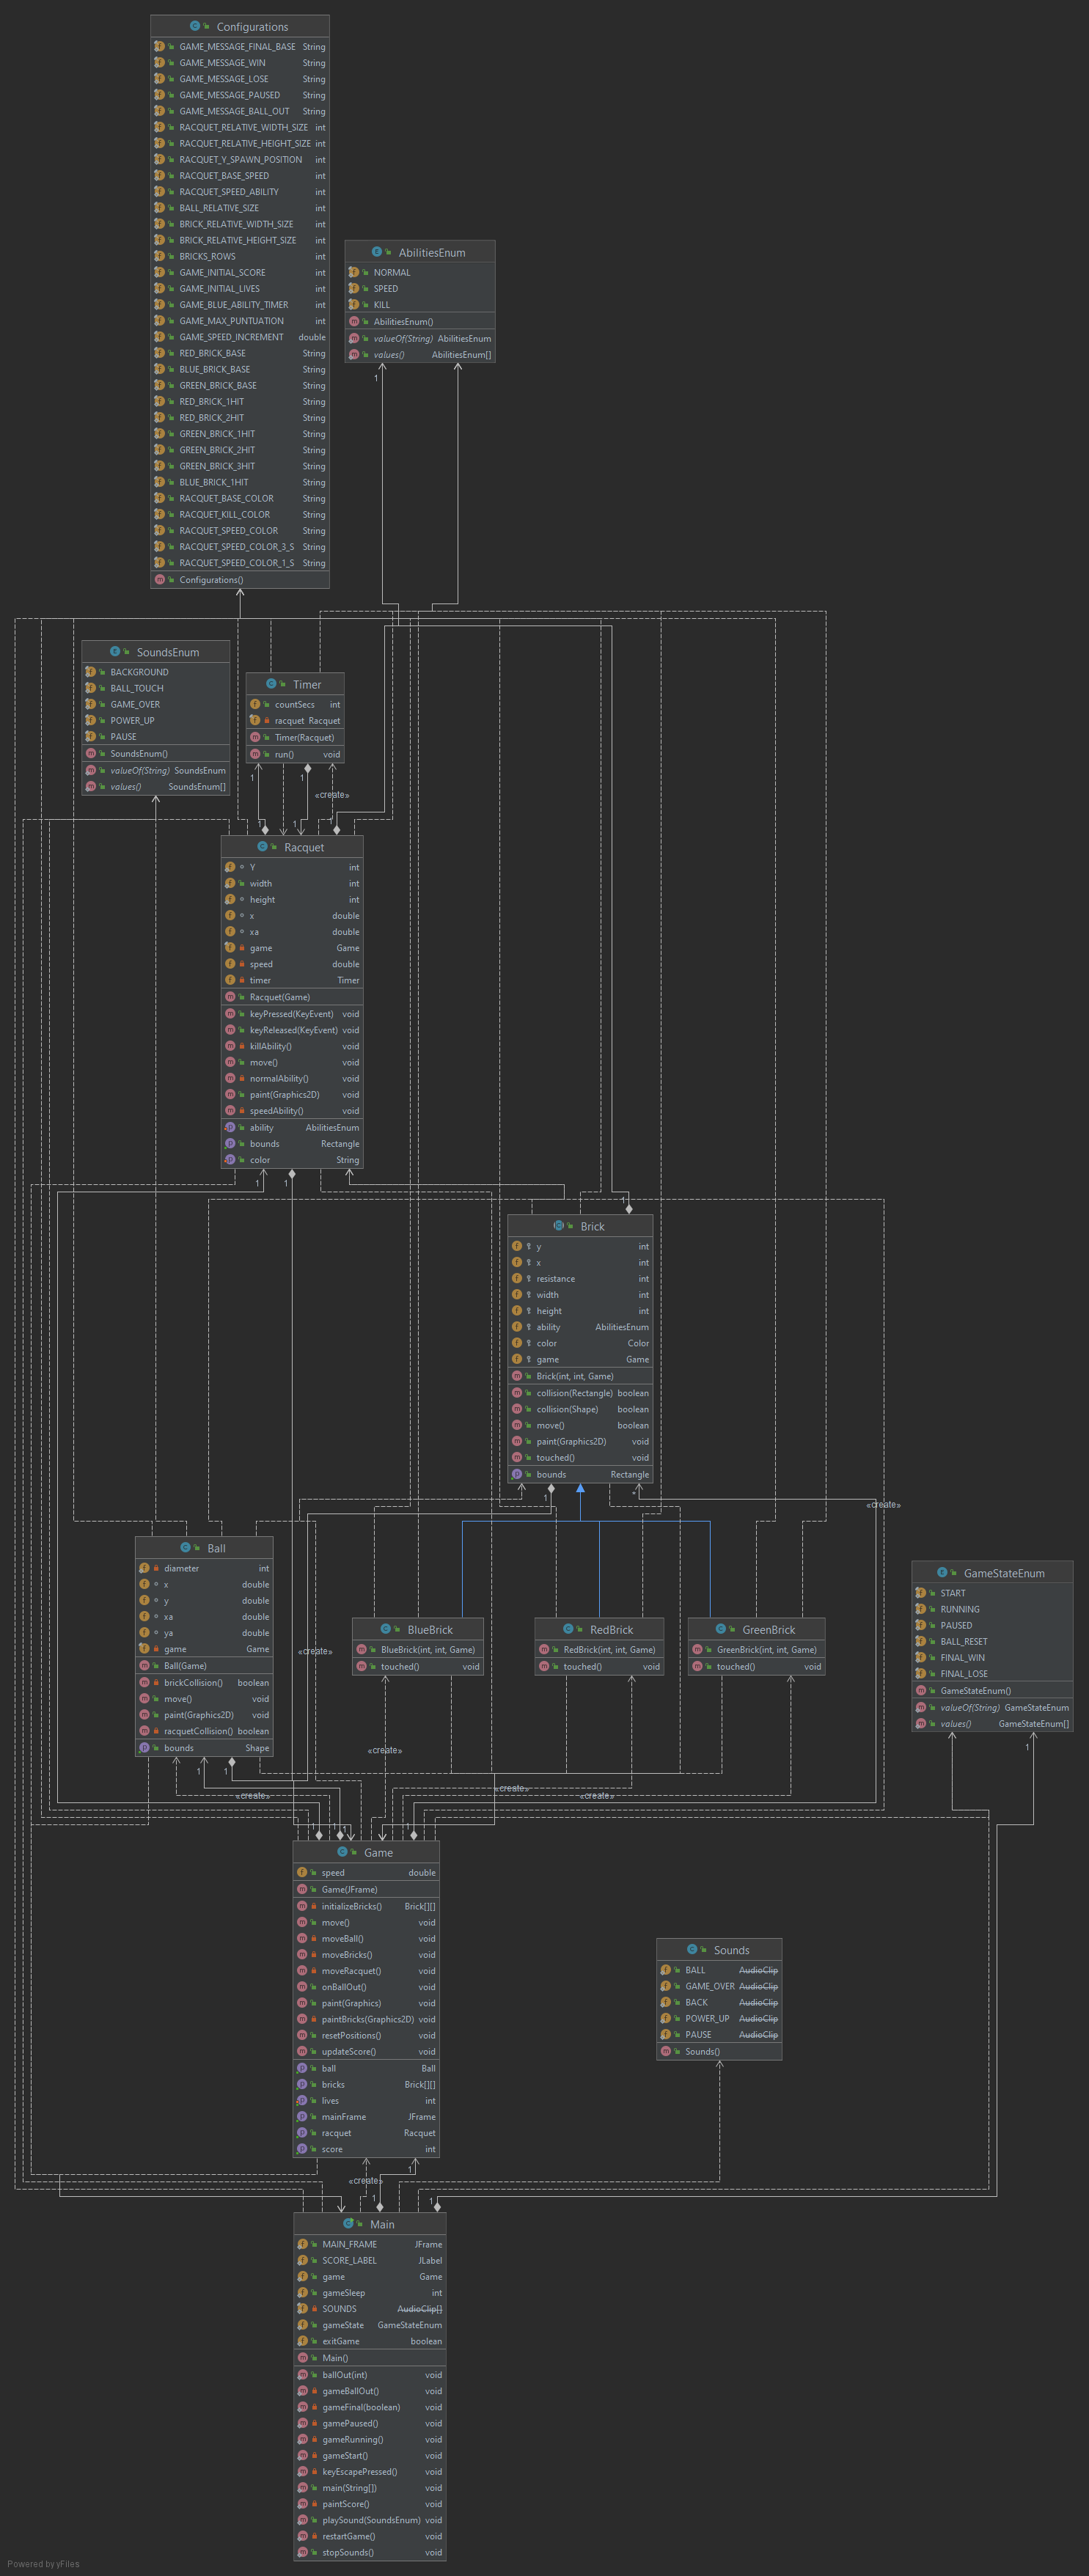 Configurations
GAME_MESSAGE_FINAL_BASE String
GAME_MESSAGE_WIN String
GAME_MESSAGE_LOSE String
GAME_MESSAGE_PAUSED String
GAME_MESSAGE_BALL_OUT String
RACQUET_RELATIVE_WIDTH_SIZE int
RACQUET_RELATIVE_HEIGHT_SIZE int
RACQUET_Y_SPAWN_POSITION int
RACQUET_BASE_SPEED int
RACQUET_SPEED_ABILITY int
BALL_RELATIVE_SIZE int
BRICK_RELATIVE_WIDTH_SIZE int
BRICK_RELATIVE_HEIGHT_SIZE int
BRICKS_ROWS int
GAME_INITIAL_SCORE int
GAME_INITIAL_LIVES int
GAME_BLUE_ABILITY_TIMER int
GAME_MAX_PUNTUATION int
GAME_SPEED_INCREMENT double
RED_BRICK_BASE String
BLUE_BRICK_BASE String
GREEN_BRICK_BASE String
RED_BRICK_1HIT String
RED_BRICK_2HIT String
GREEN_BRICK_1HIT String
GREEN_BRICK_2HIT String
GREEN_BRICK_3HIT String
BLUE_BRICK_1HIT String
RACQUET_BASE_COLOR String
RACQUET_KILL_COLOR String
RACQUET_SPEED_COLOR String
RACQUET_SPEED_COLOR_3_S String
RACQUET_SPEED_COLOR_1_S String
Configurations()
AbilitiesEnum
NORMAL
SPEED
KILL
AbilitiesEnum()
valueOf(String) AbilitiesEnum
values() AbilitiesEnum[]
1
SoundsEnum
BACKGROUND
BALL_TOUCH
GAME_OVER
POWER_UP
PAUSE
SoundsEnum()
valueOf(String) SoundsEnum
values() SoundsEnum[]
Timer
countSecs int
racquet Racquet
Timer(Racquet)
run() void
1
1
«create»
1
1
1
Racquet
Y int
width int
height int
x double
xa double
game Game
speed double
timer Timer
Racquet(Game)
keyPressed(KeyEvent) void
keyReleased(KeyEvent) void
killAbility() void
move() void
normalAbility() void
paint(Graphics2D) void
speedAbility() void
ability AbilitiesEnum
bounds Rectangle
color String
1
1
1
Brick
y int
x int
resistance int
width int
height int
ability AbilitiesEnum
color Color
game Game
Brick(int, int, Game)
collision(Rectangle) boolean
collision(Shape) boolean
move() boolean
paint(Graphics2D) void
touched() void
bounds Rectangle
1
*
«create»
Ball
diameter int
x double
y double
xa double
ya double
game Game
Ball(Game)
brickCollision() boolean
move() void
paint(Graphics2D) void
racquetCollision() boolean
bounds Shape
1
1
«create»
BlueBrick
BlueBrick(int, int, Game)
touched() void
RedBrick
RedBrick(int, int, Game)
touched() void
GreenBrick
GreenBrick(int, int, Game)
touched() void
GameStateEnum
START
RUNNING
PAUSED
BALL_RESET
FINAL_WIN
FINAL_LOSE
GameStateEnum()
valueOf(String) GameStateEnum
values() GameStateEnum[]
1
«create»
«create»
«create»
«create»
1
1
1
1
Game
speed double
Game(JFrame)
initializeBricks() Brick[][]
move() void
moveBall() void
moveBricks() void
moveRacquet() void
onBallOut() void
paint(Graphics) void
paintBricks(Graphics2D) void
resetPositions() void
updateScore() void
ball Ball
bricks Brick[][]
lives int
mainFrame JFrame
racquet Racquet
score int
Sounds
BALL AudioClip
GAME_OVER AudioClip
BACK AudioClip
POWER_UP AudioClip
PAUSE AudioClip
Sounds()
1
«create»
1
1
Main
MAIN_FRAME JFrame
SCORE_LABEL JLabel
game Game
gameSleep int
SOUNDS AudioClip[]
gameState GameStateEnum
exitGame boolean
Main()
ballOut(int) void
gameBallOut() void
gameFinal(boolean) void
gamePaused() void
gameRunning() void
gameStart() void
keyEscapePressed() void
main(String[]) void
paintScore() void
playSound(SoundsEnum) void
restartGame() void
stopSounds() void
Powered by yFiles